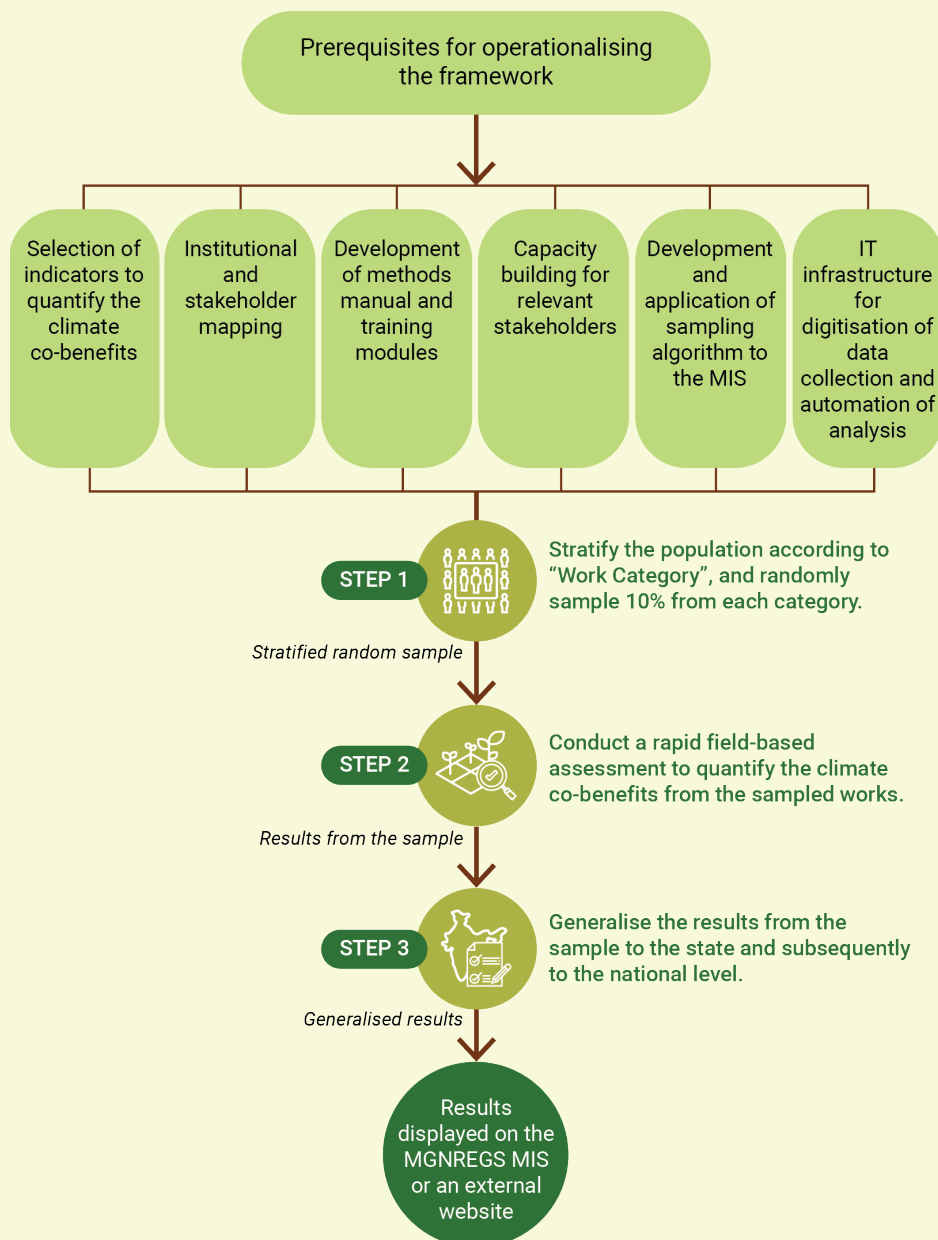 Prerequisites for operationalising
the framework
Selection of
indicators to
quantify the
climate
co-benefits
Institutional
and
stakeholder
mapping
Development
of methods
manual and
training
modules
Capacity
building for
relevant
stakeholders
Development
and
application of
sampling
algorithm to
the MIS
IT
infrastructure
for
digitisation of
data
collection and
automation of
analysis
STEP 1
Stratify the population according to
“Work Category”, and randomly
sample 10% from each category.
Stratified random sample
STEP 2
Conduct a rapid field-based
assessment to quantify the climate
co-benefits from the sampled works.
Results from the sample
STEP 3
Generalise the results from the
sample to the state and subsequently
to the national level.
Generalised results
Results
displayed on the
MGNREGS MIS
or an external
website